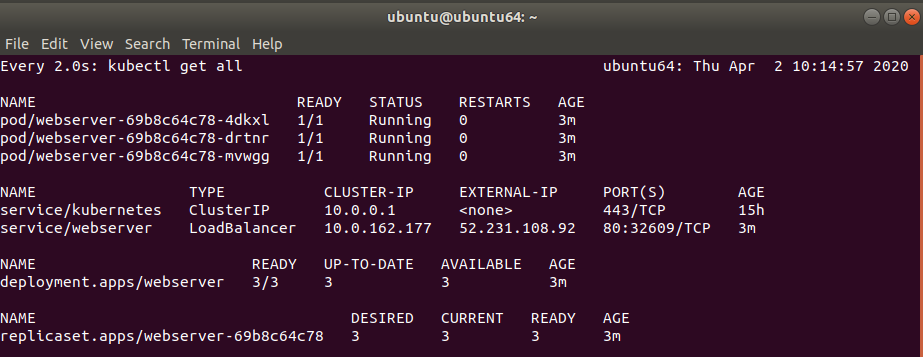 ubuntu@ubuntu64: ~
File Edit View Search Terminal Help
Every 2.0s: kubectl get all ubuntu64: Thu Apr 2 10:14:57 2020
NAME READY STATUS RESTARTS AGE
pod/webserver-69b8c64c78-4dkxl 1/1 Running 0 3m
pod/webserver-69b8c64c78-drtnr 1/1 Running 0 3m
pod/webserver-69b8c64c78-mvwgg 1/1 Running 0 3m
NAME TYPE CLUSTER-IP EXTERNAL-IP PORT(S) AGE
service/kubernetes ClusterIP 10.0.0.1 <none> 443/TCP 15h
service/webserver LoadBalancer 10.0.162.177 52.231.108.92 80:32609/TCP 3m
NAME READY UP-TO-DATE AVAILABLE AGE
deployment.apps/webserver 3/3 3 3 3m
NAME DESIRED CURRENT READY AGE
replicaset.apps/webserver-69b8c64c78 3 3 3 3m